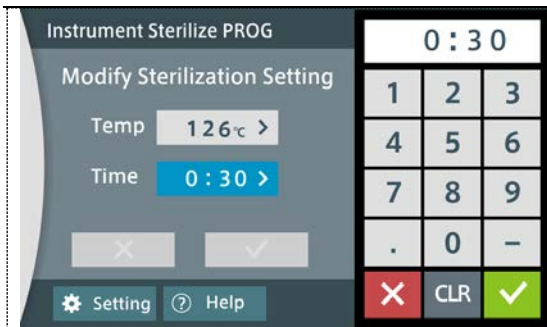 Instrument Sterilize PROG
Modify Sterilization Setting
Temp 126℃ >
Time 0:30 >
Setting ? Help
0:30
1 2 3
4 5 6
7 8 9
. 0 -
CLR